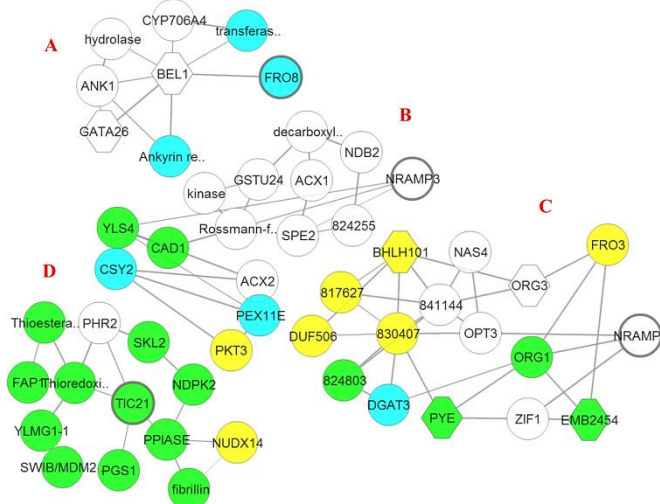 A
CYP706A4
transferas..
hydrolase
BEL1
FRO8
ANK1
GATA26
Ankyrin re..
B
decarboxyl..
NDB2
GSTU24
ACX1
NRAMP3
kinase
Rossmann-f..
SPE2
824255
YLS4
CAD1
CSY2
ACX2
PEX11E
PKT3
C
BHLH101
NAS4
FRO3
ORG3
817627
841144
DUF506
830407
OPT3
NRAMP
824803
ORG1
DGAT3
PYE
ZIF1
EMB2454
D
Thioestera..
PHR2
SKL2
FAP1
Thioredoxi..
NDPK2
TIC21
YLMG1-1
PPIASE
NUDX14
SWIB/MDM2
PGS1
fibrillin